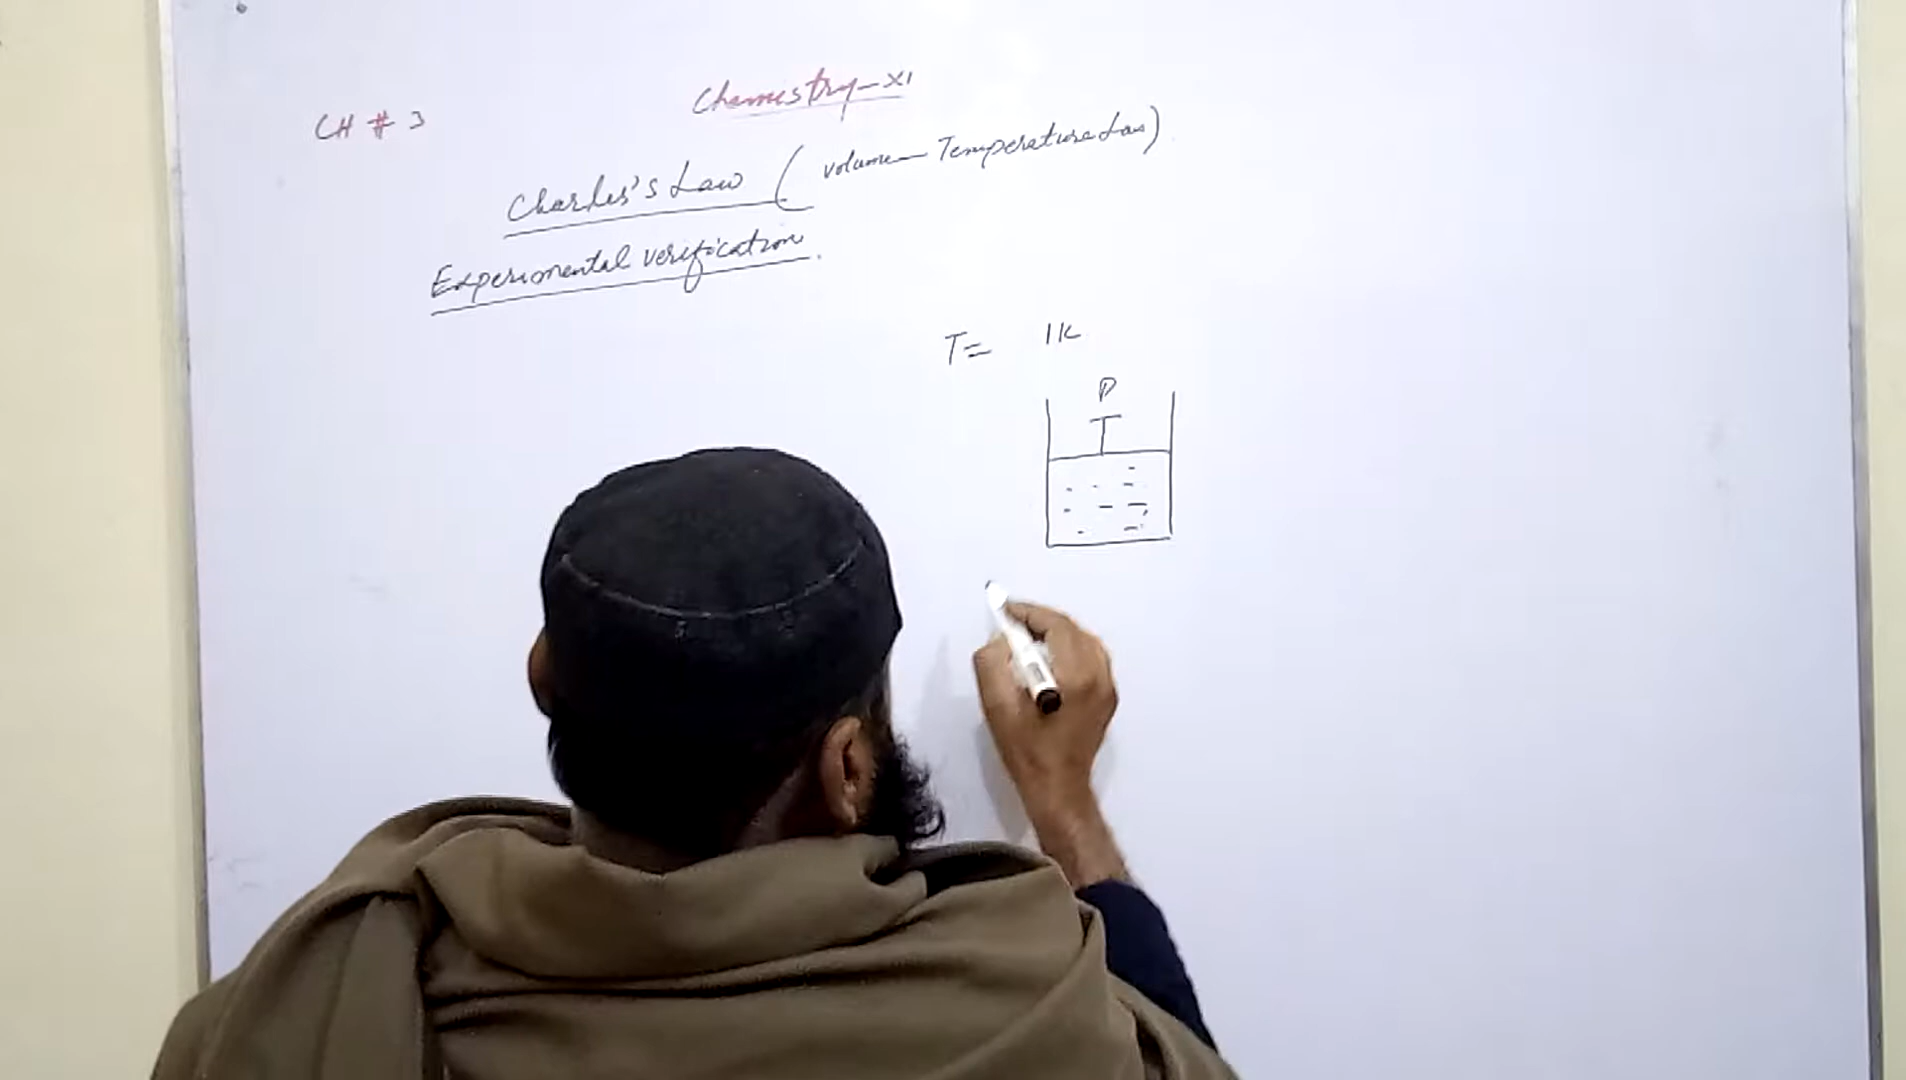 Chemistry-XI
CH # 3
Charles's Law ( volume-Temperature Law)
Experimental verification.
T= 1K
P